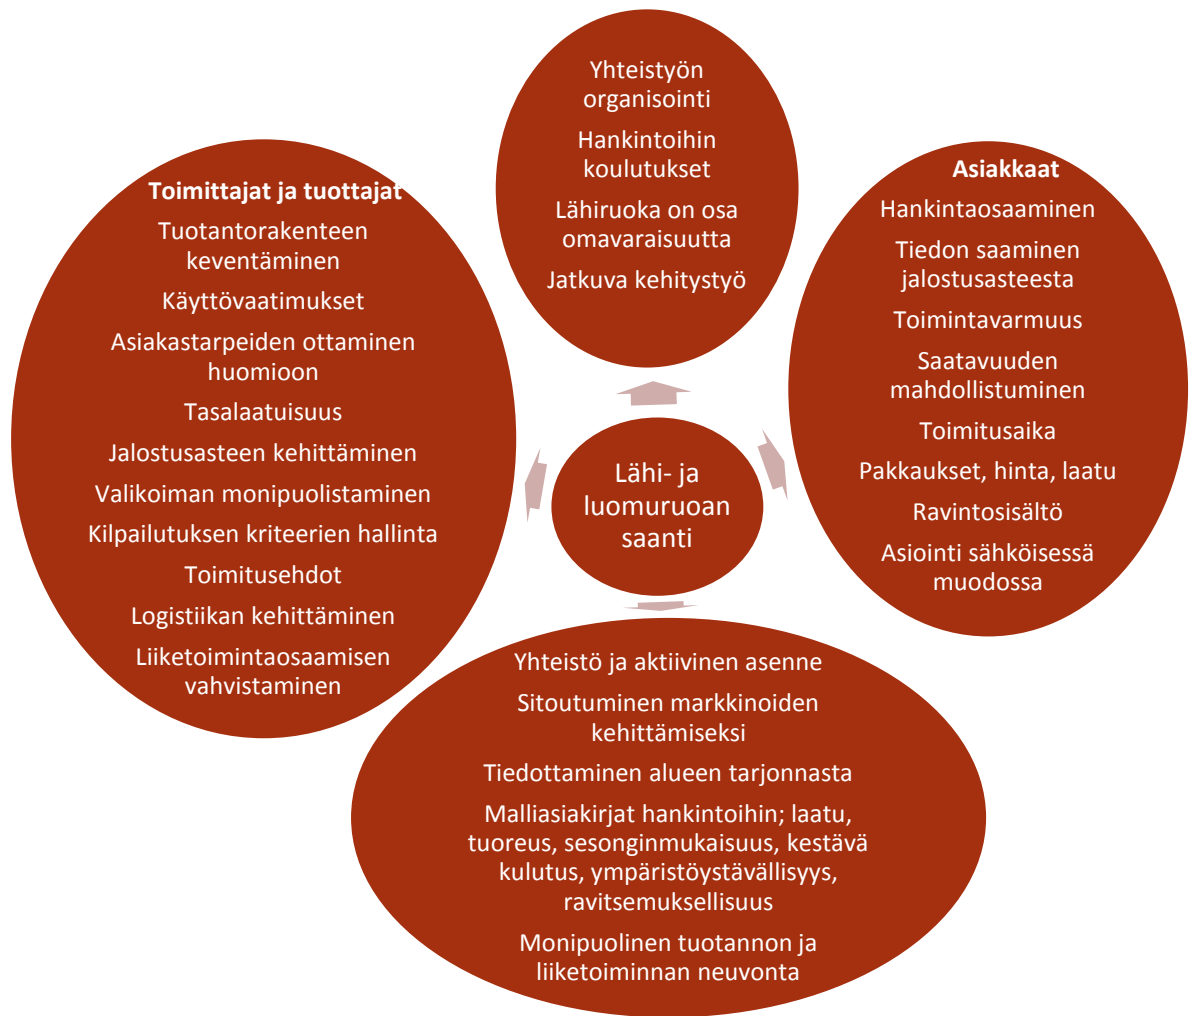 Yhteistyön
organisointi
Hankintoihin
koulutukset
Lähiruoka on osa
omavaraisuutta
Jatkuva kehitystyö
Toimittajat ja tuottajat
Tuotantorakenteen
keventäminen
Käyttövaatimukset
Asiakastarpeiden ottaminen
huomioon
Tasalaatuisuus
Jalostusasteen kehittäminen
Valikoiman monipuolistaminen
Kilpailutuksen kriteerien hallinta
Toimitusehdot
Logistiikan kehittäminen
Liiketoimintaosaamisen
vahvistaminen
Lähi- ja
luomuruoan
saanti
Asiakkaat
Hankintaosaaminen
Tiedon saaminen
jalostusasteesta
Toimintavarmuus
Saatavuuden
mahdollistuminen
Toimitusaika
Pakkaukset, hinta, laatu
Ravintosisältö
Asiointi sähköisessä
muodossa
Yhteistö ja aktiivinen asenne
Sitoutuminen markkinoiden
kehittämiseksi
Tiedottaminen alueen tarjonnasta
Malliasiakirjat hankintoihin; laatu,
tuoreus, sesonginmukaisuus, kestävä
kulutus, ympäristöystävällisyys,
ravitsemuksellisuus
Monipuolinen tuotannon ja
liiketoiminnan neuvonta